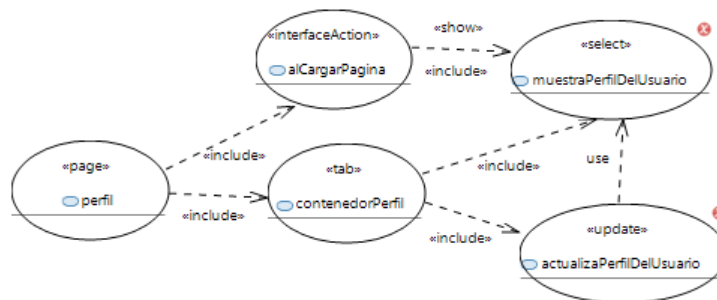 «interfaceAction»
alCargarPagina
«show»
«include»
«select»
muestraPerfilDelUsuario
«page»
perfil
«include»
«include»
«tab»
contenedorPerfil
«include»
use
«include»
«update»
actualizaPerfilDelUsuario